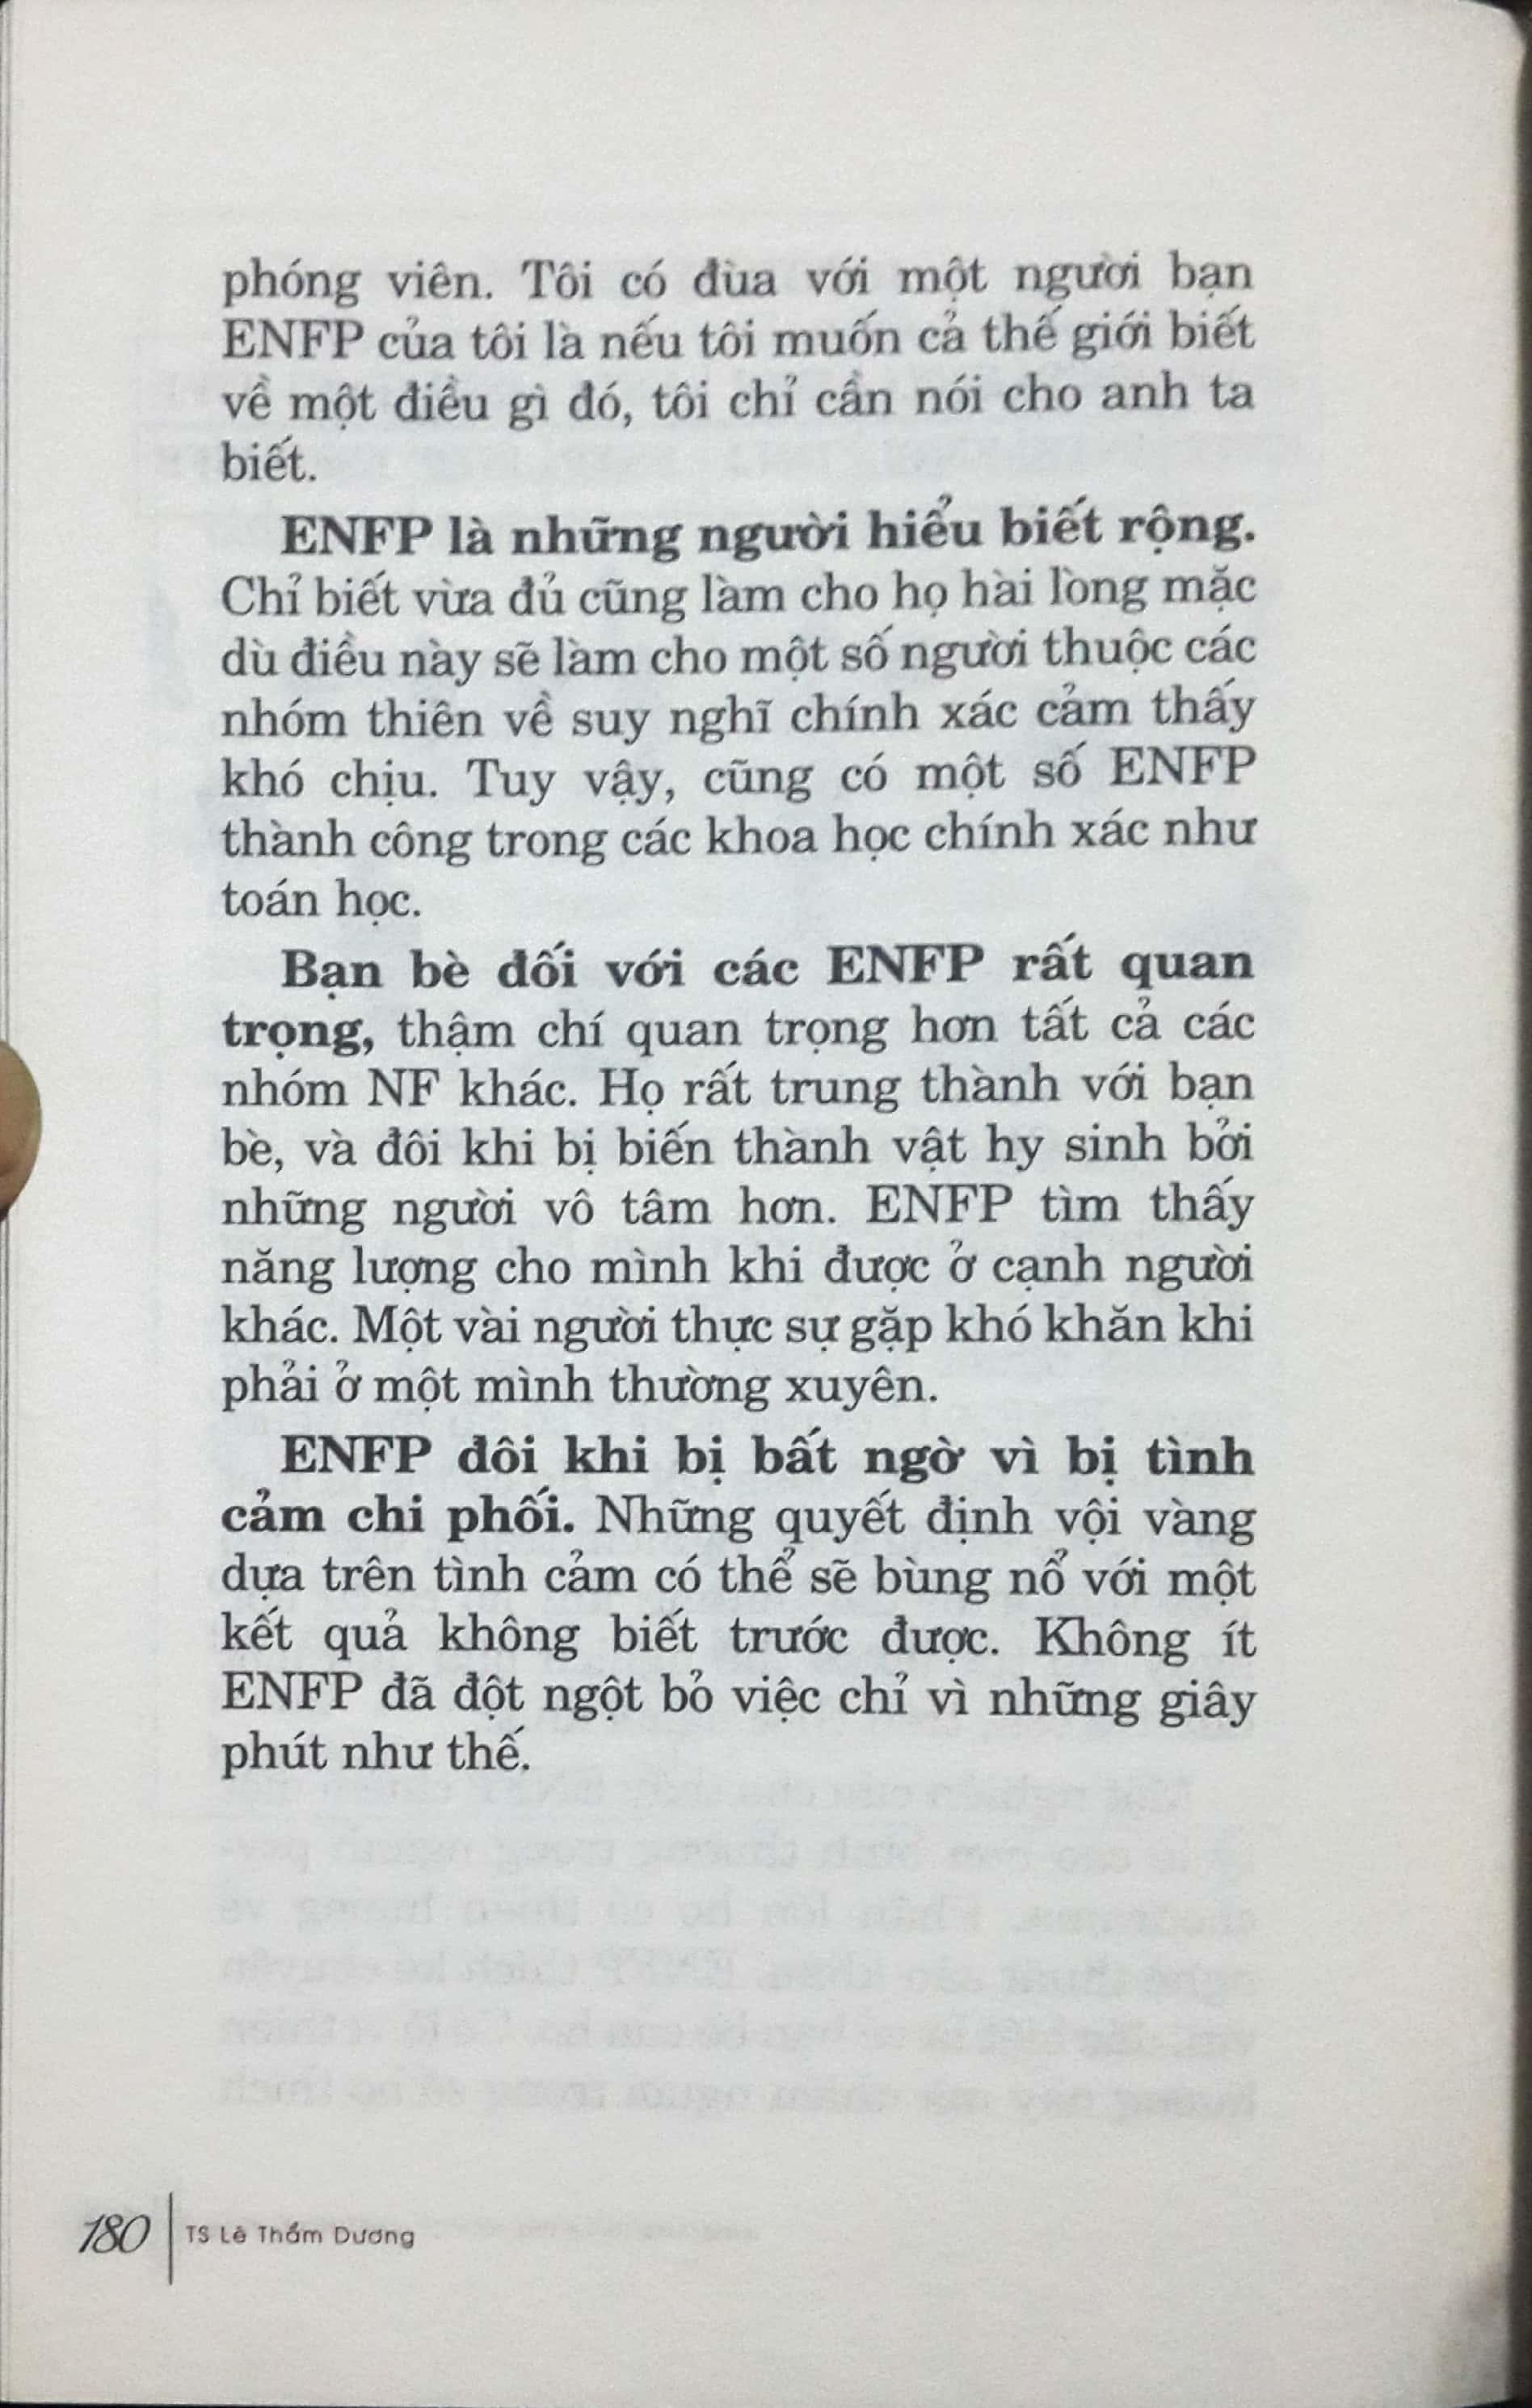 phóng viên. Tôi có đùa với một người bạn
ENFP của tôi là nếu tôi muốn cả thế giới biết
về một điều gì đó, tôi chỉ cần nói cho anh ta
biết.
ENFP là những người hiểu biết rộng.
Chỉ biết vừa đủ cũng làm cho họ hài lòng mặc
dù điều này sẽ làm cho một số người thuộc các
nhóm thiên về suy nghĩ chính xác cảm thấy
khó chịu. Tuy vậy, cũng có một số ENFP
thành công trong các khoa học chính xác như
toán học.
Bạn bè đối với các ENFP rất quan
trọng, thậm chí quan trọng hơn tất cả các
nhóm NF khác. Họ rất trung thành với bạn
bè, và đôi khi bị biến thành vật hy sinh bởi
những người vô tâm hơn. ENFP tìm thấy
năng lượng cho mình khi được ở cạnh người
khác. Một vài người thực sự gặp khó khăn khi
phải ở một mình thường xuyên.
ENFP đôi khi bị bất ngờ vì bị tình
cảm chi phối. Những quyết định vội vàng
dựa trên tình cảm có thể sẽ bùng nổ với một
kết quả không biết trước được. Không ít
ENFP đã đột ngột bỏ việc chỉ vì những giây
phút như thế.
180 TS Lê Thẩm Dương